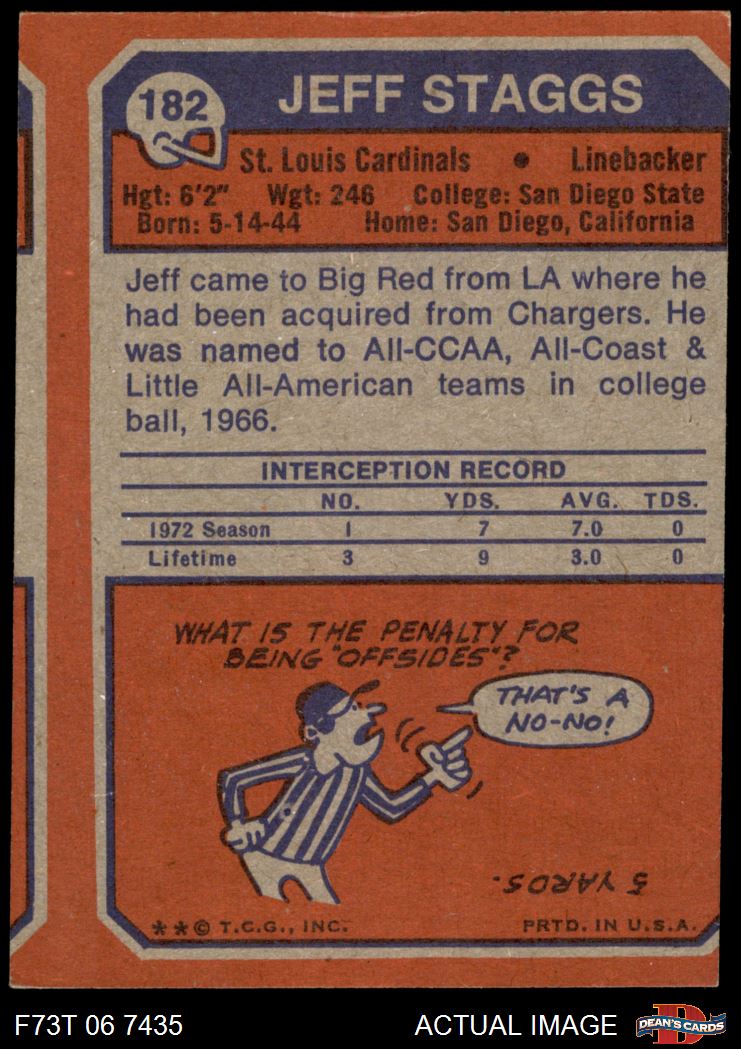 182
JEFF STAGGS
St. Louis Cardinals • Linebacker
Hgt: 6'2" Wgt: 246 College: San Diego State
Born: 5-14-44 Home: San Diego, California
Jeff came to Big Red from LA where he
had been acquired from Chargers. He
was named to All-CCAA, All-Coast &
Little All-American teams in college
ball, 1966.
INTERCEPTION RECORD
NO. YDS. AVG. TDS.
1972 Season 1 7 7.0 0
Lifetime 3 9 3.0 0
WHAT IS THE PENALTY FOR
BEING "OFFSIDES"?
THAT'S A
NO-NO!
5 YARDS.
**© T.C.G., INC. PRTD. IN U.S.A.
F73T 06 7435 ACTUAL IMAGE
D
DEAN'S CARDS